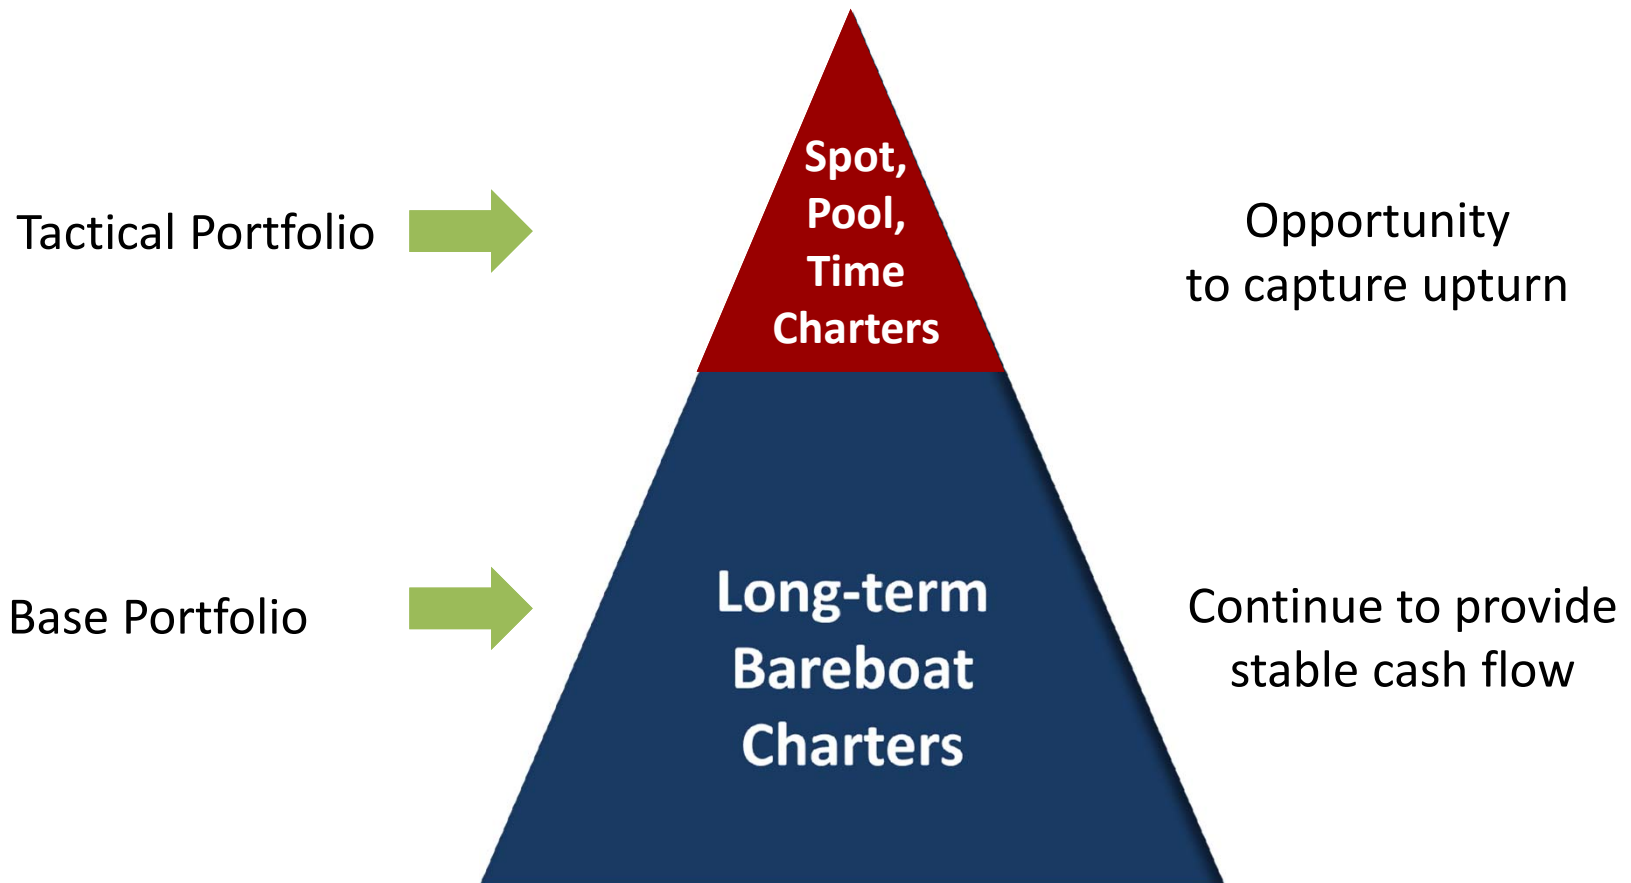 Tactical Portfolio
Spot,
Pool,
Time
Charters
Opportunity
to capture upturn
Base Portfolio
Long-term
Bareboat
Charters
Continue to provide
stable cash flow